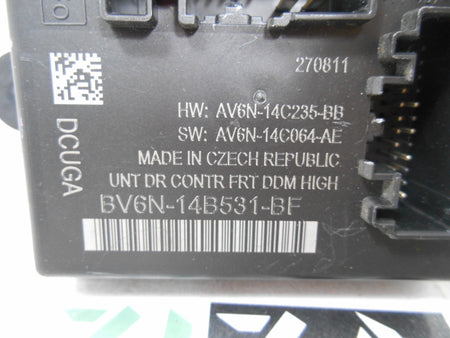 270811
HW: AV6N-14C235-BB
SW: AV6N-14C064-AE
MADE IN CZECH REPUBLIC
UNT DR CONTR FRT DDM HIGH
BV6N-14B531-BF
DCUGA